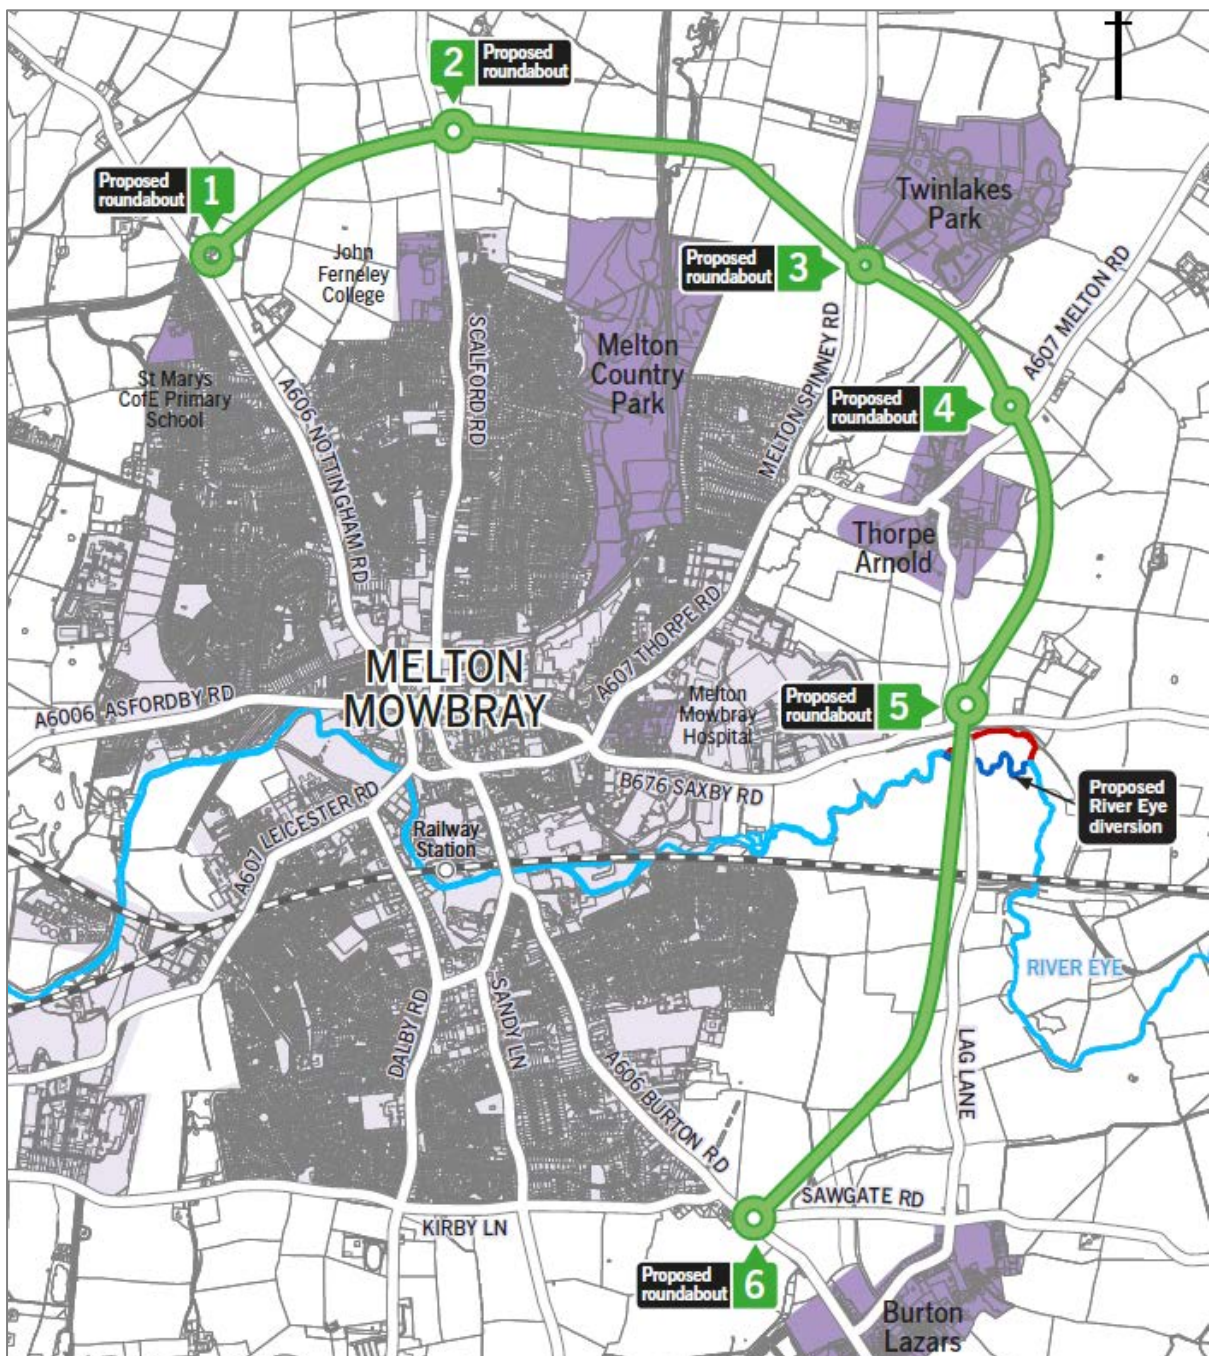 2
Proposed
roundabout
Proposed
roundabout
1
Twinlakes
Park
John
Ferneley
College
Proposed
roundabout
3
A607 MELTON RD
SCALFORD RD
Melton
Country
Park
MELTON SPINNEY RD
St Marys
CofE Primary
School
A606 NOTTINGHAM RD
Proposed
roundabout
4
Thorpe
Arnold
A607 THORPE RD
MELTON
MOWBRAY
A6006 ASFORDBY RD
Melton
Mowbray
Hospital
Proposed
roundabout
5
B676 SAXBY RD
Proposed
River Eye
diversion
A607 LEICESTER RD
Railway
Station
RIVER EYE
DALBY RD
SANDY LN
A606 BURTON RD
LAG LANE
SAWGATE RD
KIRBY LN
Proposed
roundabout
6
Burton
Lazars